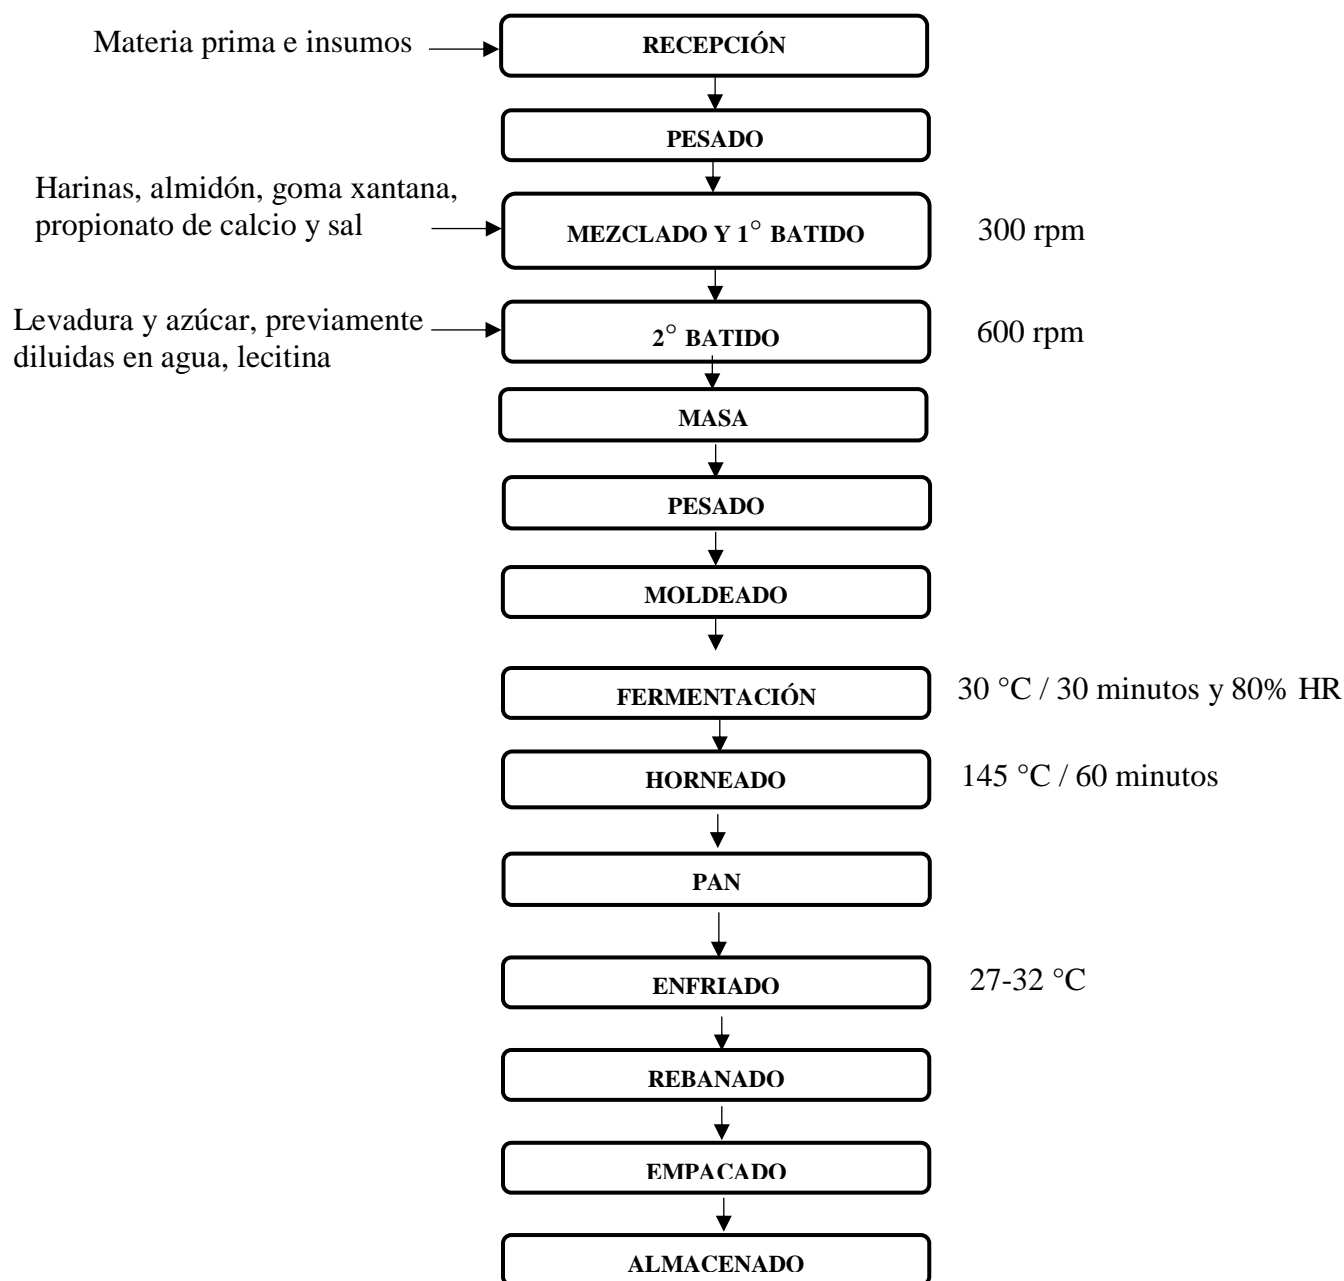 Materia prima e insumos
RECEPCIÓN
PESADO
Harinas, almidón, goma xantana,
propionato de calcio y sal
MEZCLADO Y 1° BATIDO
300 rpm
Levadura y azúcar, previamente
diluidas en agua, lecitina
2° BATIDO
600 rpm
MASA
PESADO
MOLDEADO
FERMENTACIÓN
30 °C / 30 minutos y 80% HR
HORNEADO
145 °C / 60 minutos
PAN
ENFRIADO
27-32 °C
REBANADO
EMPACADO
ALMACENADO